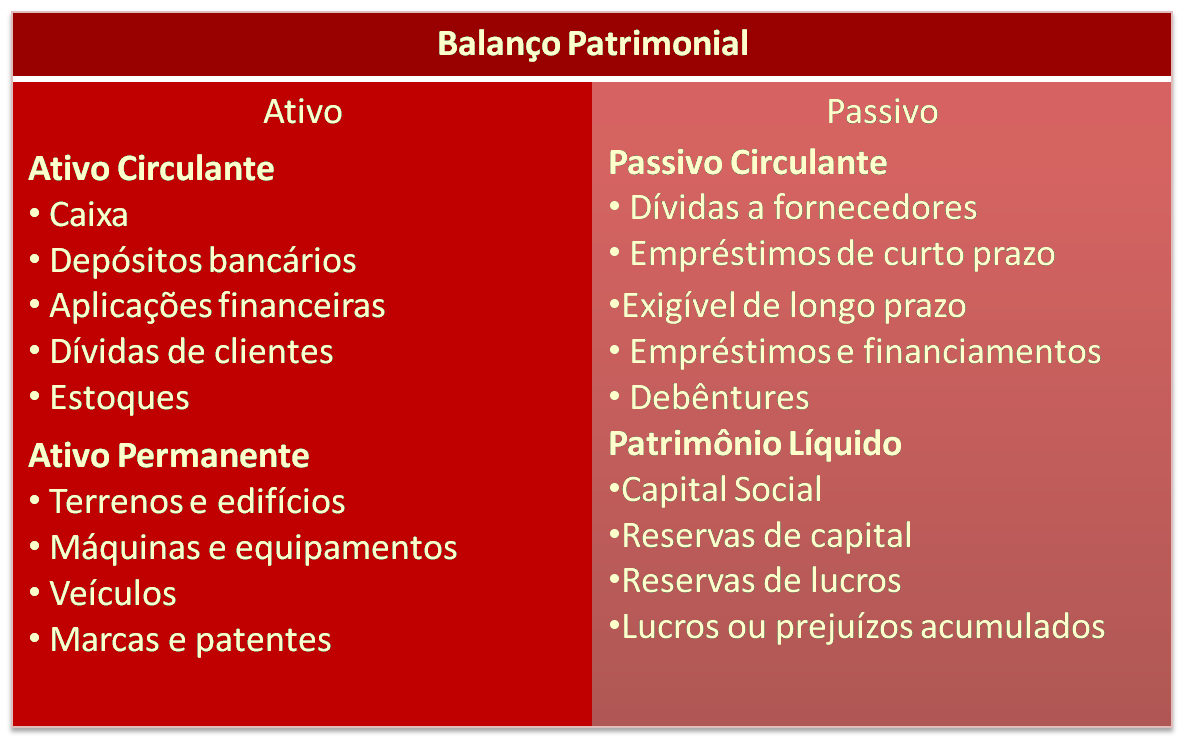 Balanço Patrimonial
Ativo
Ativo Circulante
• Caixa
• Depósitos bancários
• Aplicações financeiras
• Dívidas de clientes
• Estoques
Ativo Permanente
• Terrenos e edifícios
• Máquinas e equipamentos
• Veículos
• Marcas e patentes
Passivo
Passivo Circulante
• Dívidas a fornecedores
• Empréstimos de curto prazo
•Exigível de longo prazo
• Empréstimos e financiamentos
• Debêntures
Patrimônio Líquido
•Capital Social
•Reservas de capital
•Reservas de lucros
•Lucros ou prejuízos acumulados